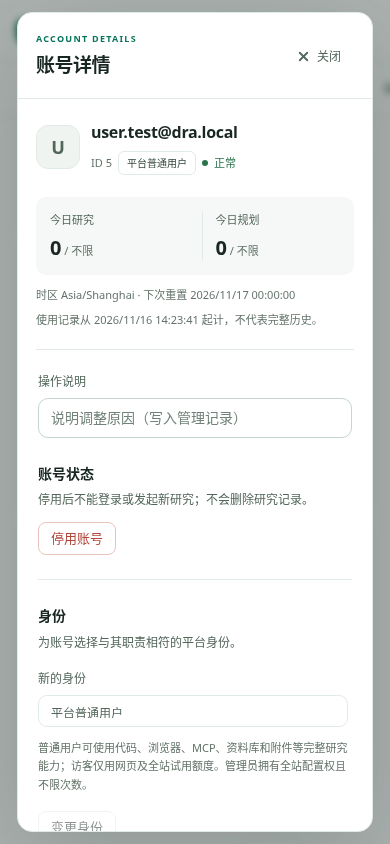 ACCOUNT DETAILS
账号详情
关闭
U
user.test@dra.local
ID 5 平台普通用户 正常
今日研究 今日规划
0 / 不限 0 / 不限
时区 Asia/Shanghai · 下次重置 2026/11/17 00:00:00
使用记录从 2026/11/16 14:23:41 起计，不代表完整历史。
操作说明
说明调整原因（写入管理记录）
账号状态
停用后不能登录或发起新研究；不会删除研究记录。
停用账号
身份
为账号选择与其职责相符的平台身份。
新的身份
平台普通用户
普通用户可使用代码、浏览器、MCP、资料库和附件等完整研究
能力；访客仅用网页及全站试用额度。管理员拥有全站配置权且
不限次数。
变更身份